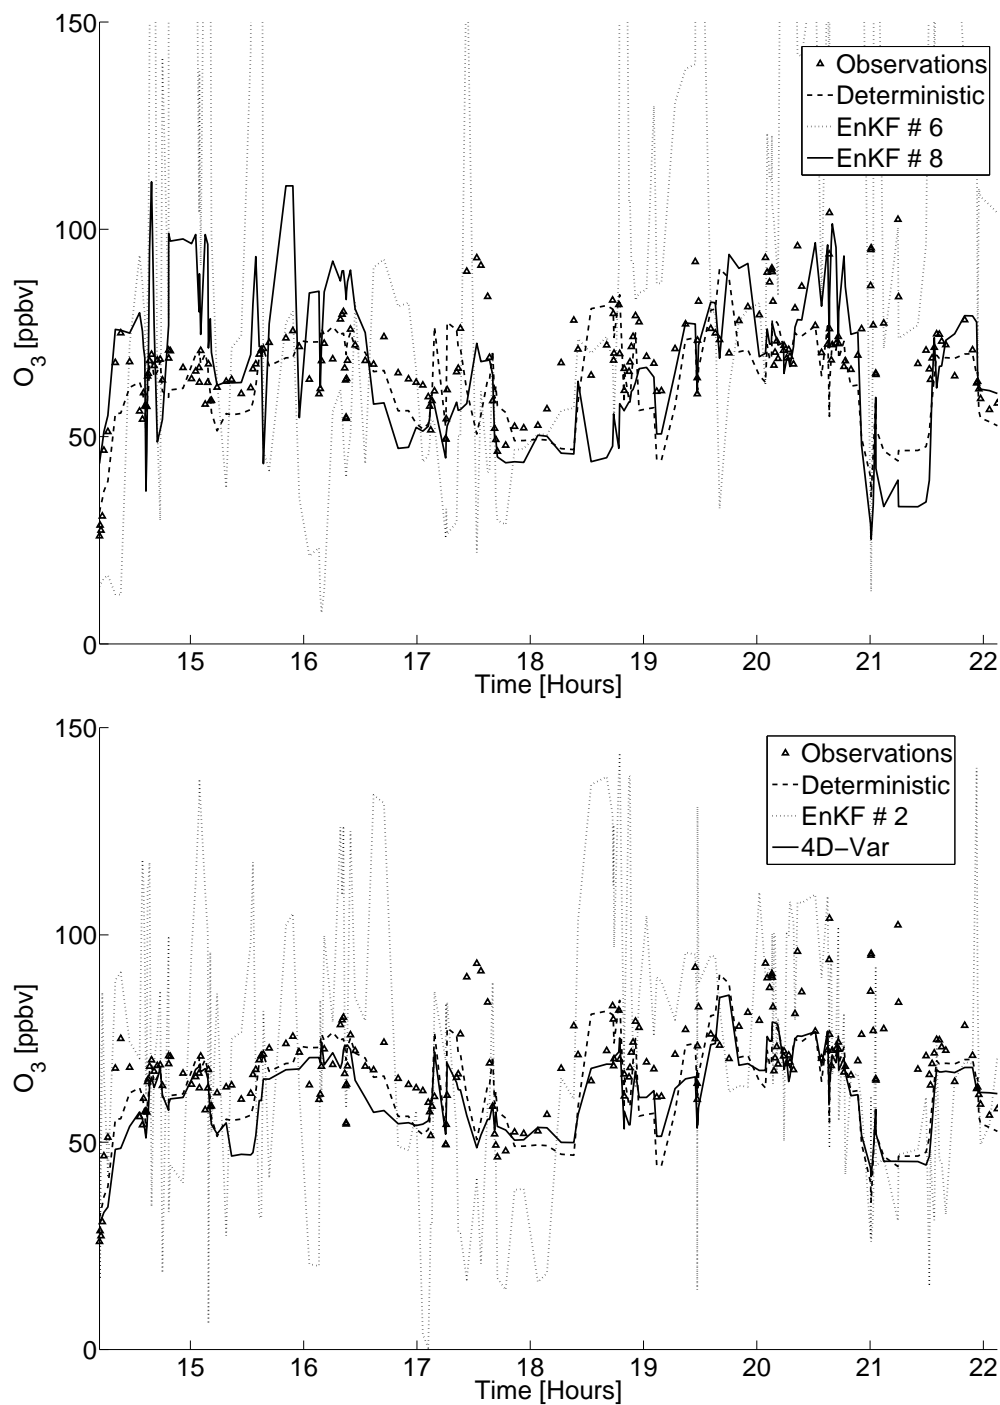 150
100
50
0
O3 [ppbv]
15 16 17 18 19 20 21 22
Time [Hours]
Observations
Deterministic
EnKF # 6
EnKF # 8
150
100
50
0
O3 [ppbv]
15 16 17 18 19 20 21 22
Time [Hours]
Observations
Deterministic
EnKF # 2
4D−Var